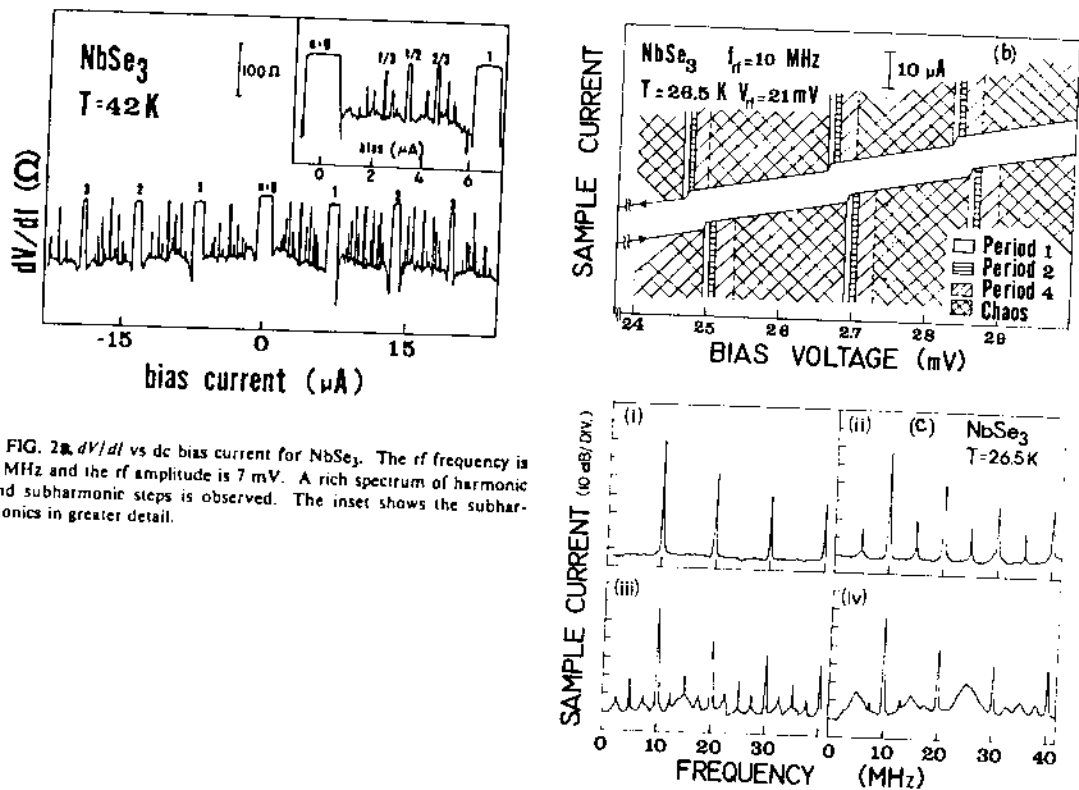 NbSe3
T=42K
100Ω
n=0
1/3
1/2
2/3
1
bias (µA)
0
2
4
6
3
2
1
n=0
1
2
3
dV/dI (Ω)
-15
0
15
bias current (µA)
FIG. 2a. dV/dI vs dc bias current for NbSe3. The rf frequency is
MHz and the rf amplitude is 7 mV. A rich spectrum of harmonic
nd subharmonic steps is observed. The inset shows the subhar-
onics in greater detail.
NbSe3 frf=10 MHz
T=26.5 K Vrf=21mV
10 µA
(b)
SAMPLE CURRENT
Period 1
Period 2
Period 4
Chaos
24
25
26
27
28
29
BIAS VOLTAGE (mV)
(i)
(ii)
(c)
NbSe3
T=26.5K
(iii)
(iv)
SAMPLE CURRENT (10 dB/DIV.)
0
10
20
30
0
10
20
30
40
FREQUENCY (MHz)